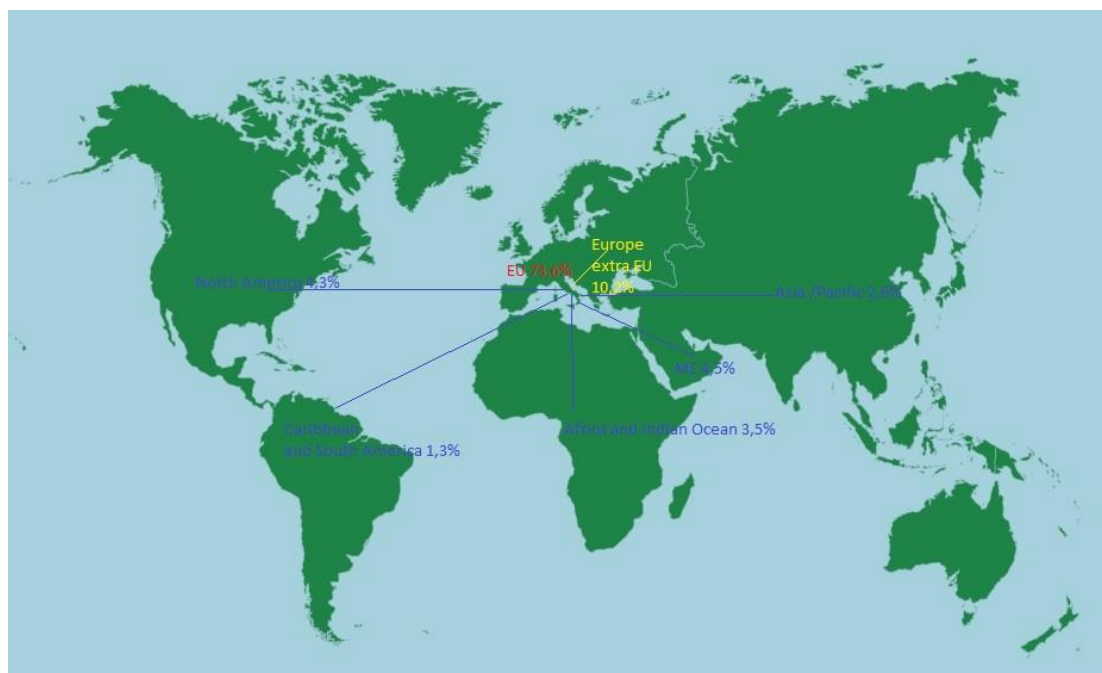 Europe
extra EU
10,2%
EU 73,6%
North America 4,3%
Asia /Pacific 2,6%
ME 4,5%
Caribbean
and South America 1,3%
Africa and Indian Ocean 3,5%